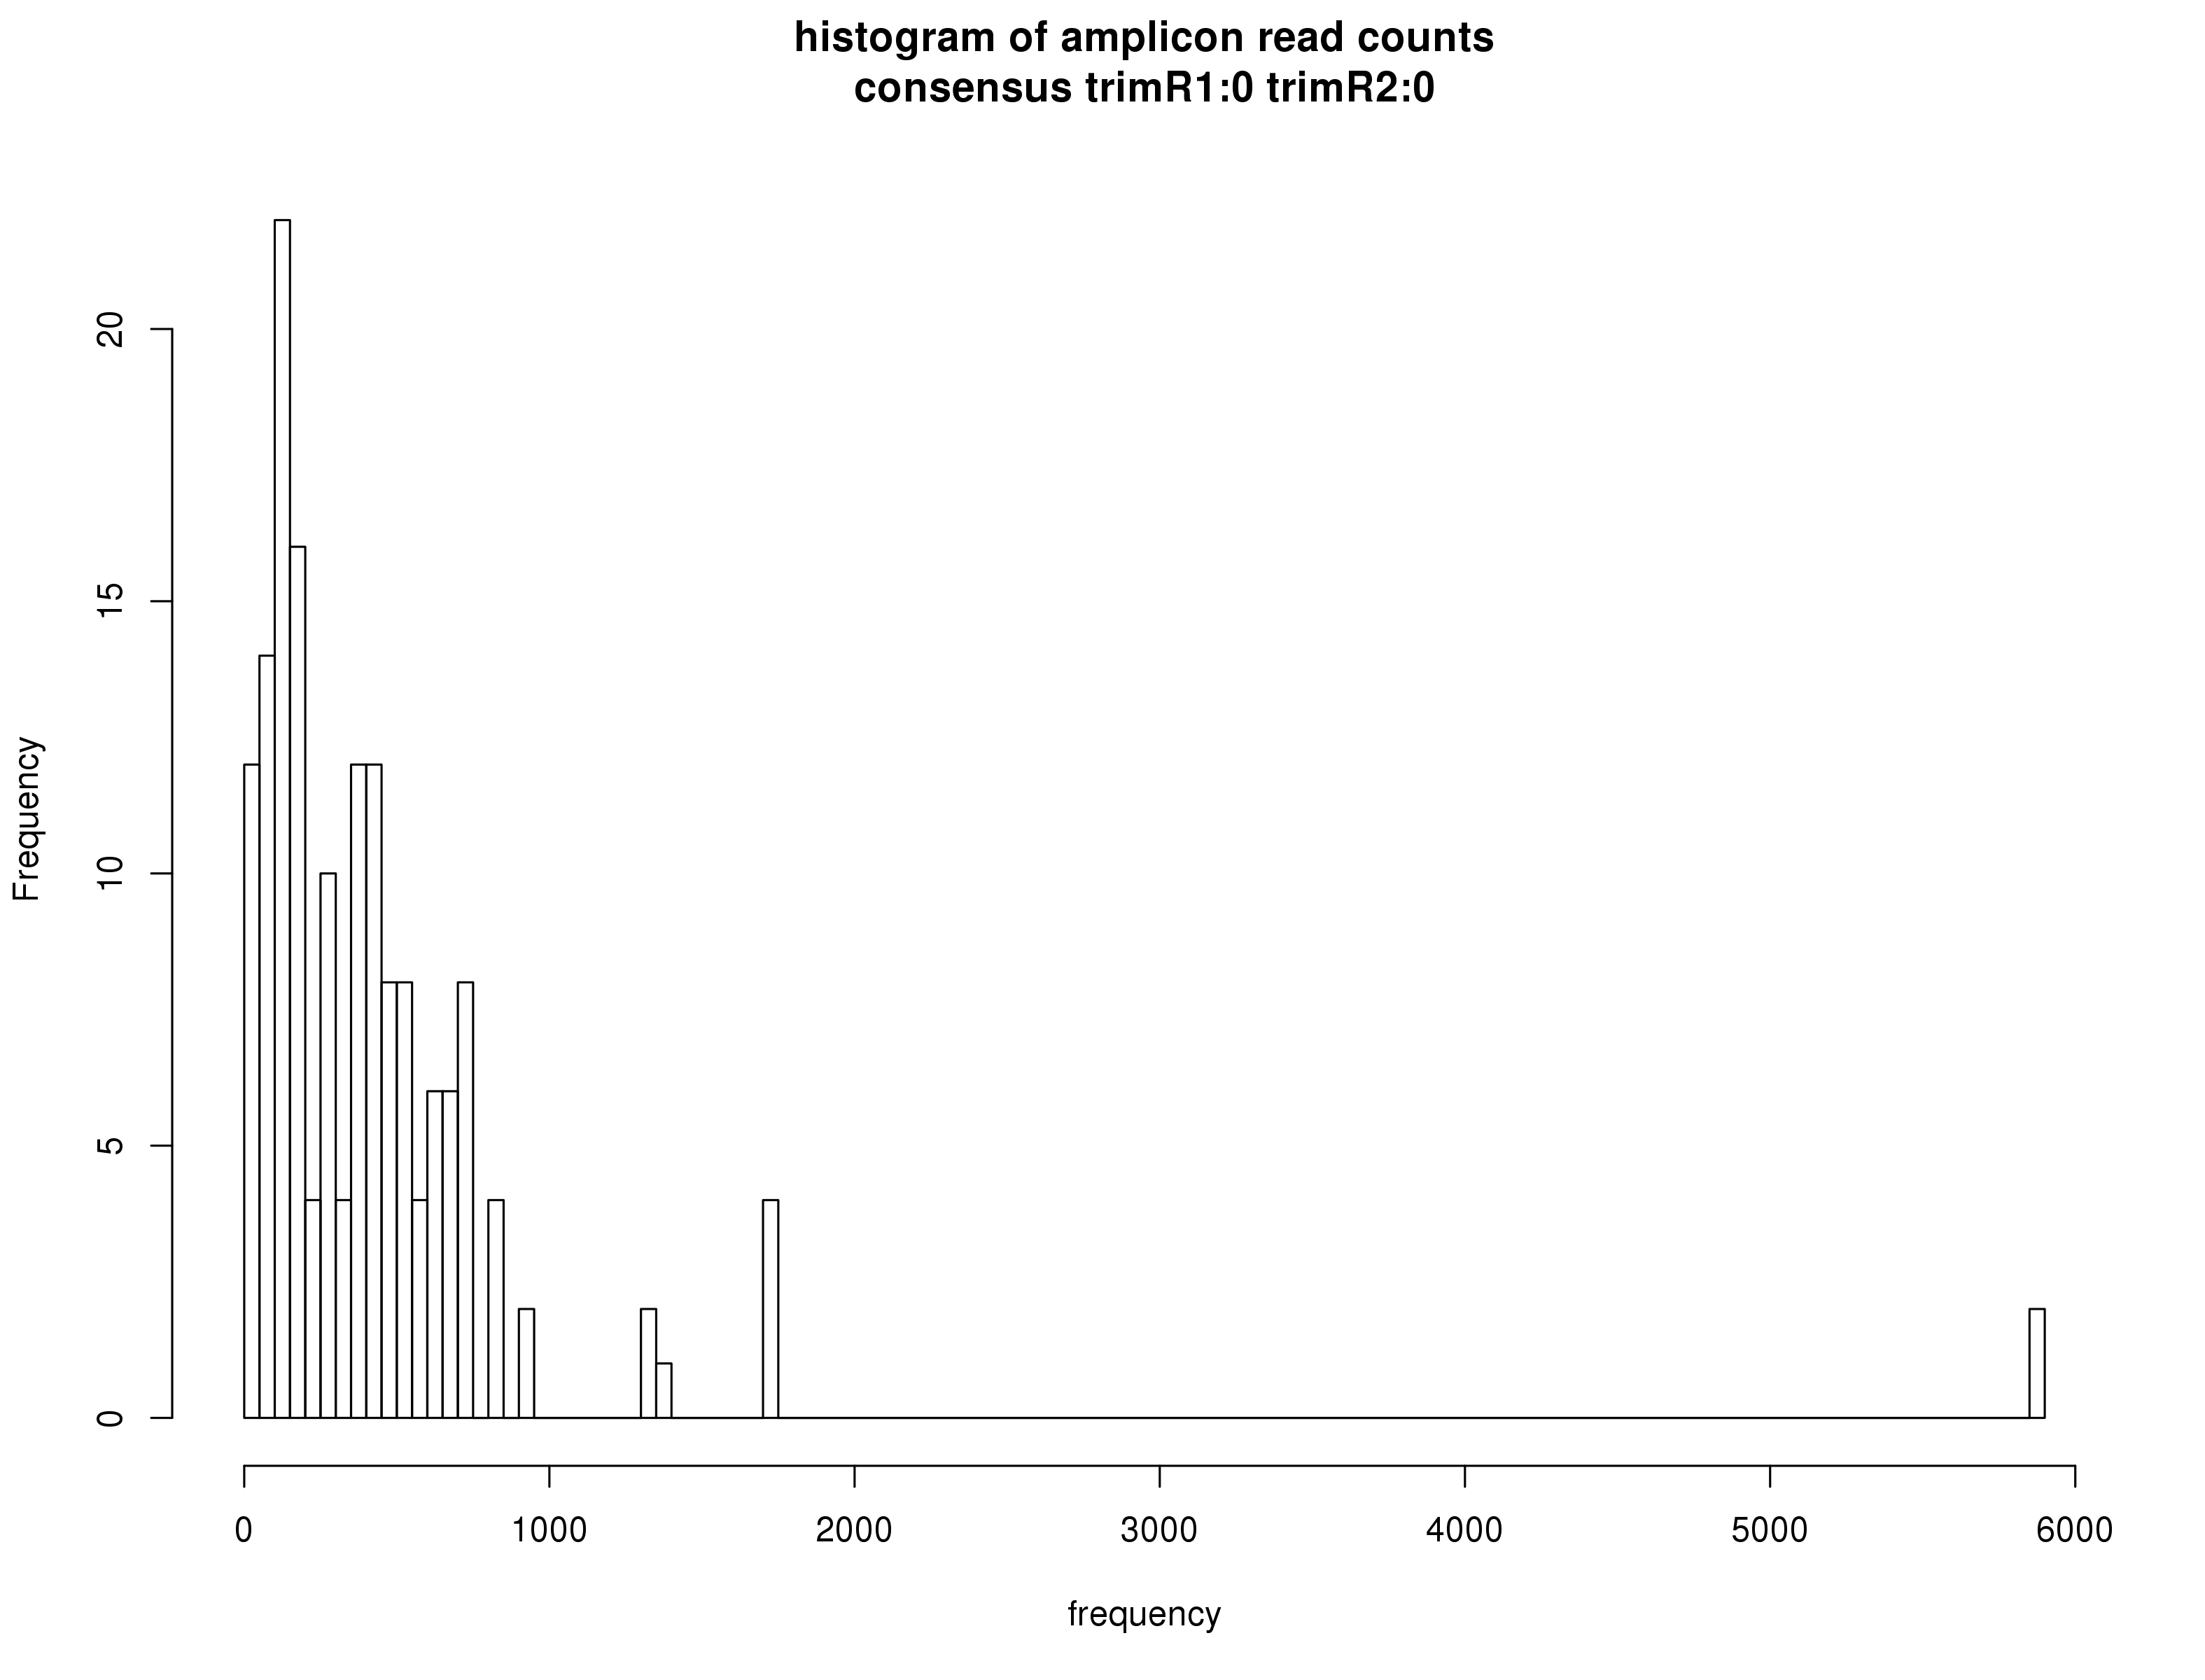 histogram of amplicon read counts
consensus trimR1:0 trimR2:0
Frequency
20
15
10
5
0
0 1000 2000 3000 4000 5000 6000
frequency